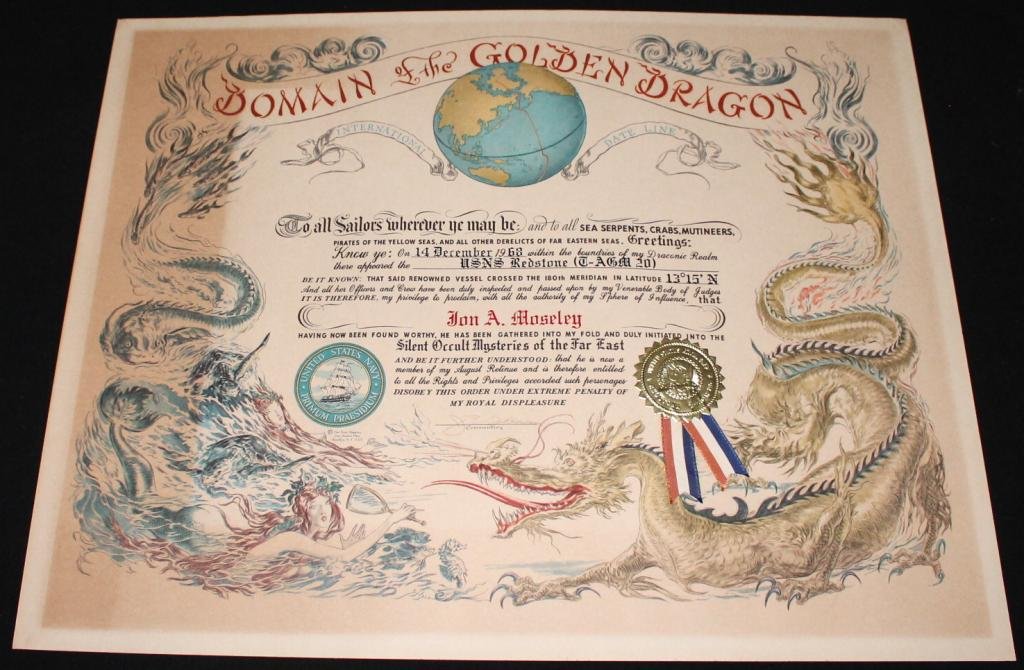 DOMAIN of the GOLDEN DRAGON
INTERNATIONAL DATE LINE
To all Sailors wherever ye may be: and to all SEA SERPENTS, CRABS, MUTINEERS,
PIRATES OF THE YELLOW SEAS, AND ALL OTHER DERELICTS OF FAR EASTERN SEAS. Greetings:
Know ye: On 14 December 1968 within the boundries of my Draconic Realm
there appeared the USNS Redstone (T-AGM 20)
BE IT KNOWN: THAT SAID RENOWNED VESSEL CROSSED THE 180th MERIDIAN IN LATITUDE 13°15' N
And all her Officers and Crew have been duly inspected and passed upon by my Venerable Body of Judges
IT IS THEREFORE, my privilege to proclaim, with all the authority of my Sphere of Influence, that
Jon A. Moseley
HAVING NOW BEEN FOUND WORTHY, HE HAS BEEN GATHERED INTO MY FOLD AND DULY INITIATED INTO THE
Silent Occult Mysteries of the Far East
AND BE IT FURTHER UNDERSTOOD: that he is now a
member of my August Retinue and is therefore entitled
to all the Rights and Privileges accorded such personages
DISOBEY THIS ORDER UNDER EXTREME PENALTY OF
MY ROYAL DISPLEASURE
UNITED STATES NAVY
PRIMUM PRAESIDIUM
Commanding